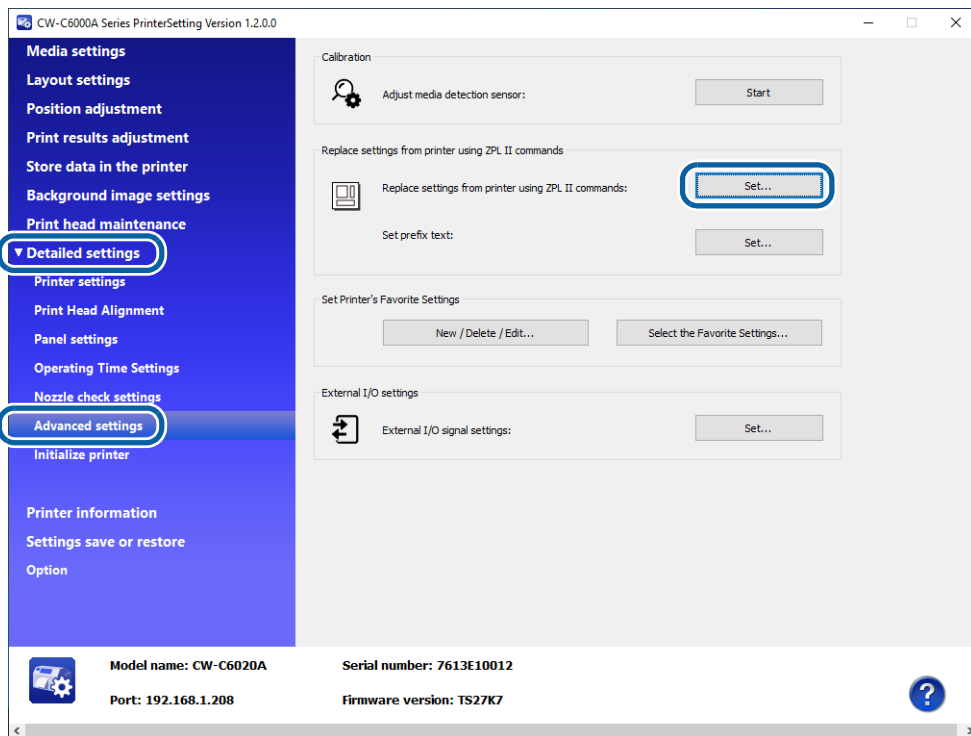 CW-C6000A Series PrinterSetting Version 1.2.0.0
Media settings
Layout settings
Position adjustment
Print results adjustment
Store data in the printer
Background image settings
Print head maintenance
▼ Detailed settings
Printer settings
Print Head Alignment
Panel settings
Operating Time Settings
Nozzle check settings
Advanced settings
Initialize printer
Printer information
Settings save or restore
Option
Calibration
Adjust media detection sensor:
Start
Replace settings from printer using ZPL II commands
Replace settings from printer using ZPL II commands:
Set...
Set prefix text:
Set...
Set Printer's Favorite Settings
New / Delete / Edit...
Select the Favorite Settings...
External I/O settings
External I/O signal settings:
Set...
Model name: CW-C6020A
Serial number: 7613E10012
Port: 192.168.1.208
Firmware version: TS27K7
?